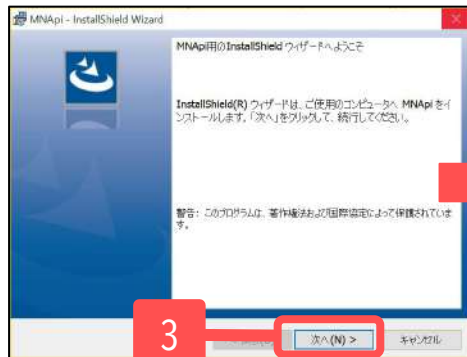 MNApi - InstallShield Wizard
MNApi用のInstallShield ウィザードへようこそ
InstallShield(R) ウィザードは、ご使用のコンピュータへ MNApi をイ
ンストールします。「次へ」をクリックして、続行してください。
警告: このプログラムは、著作権法および国際協定によって保護されていま
す。
3
次へ(N) >
キャンセル